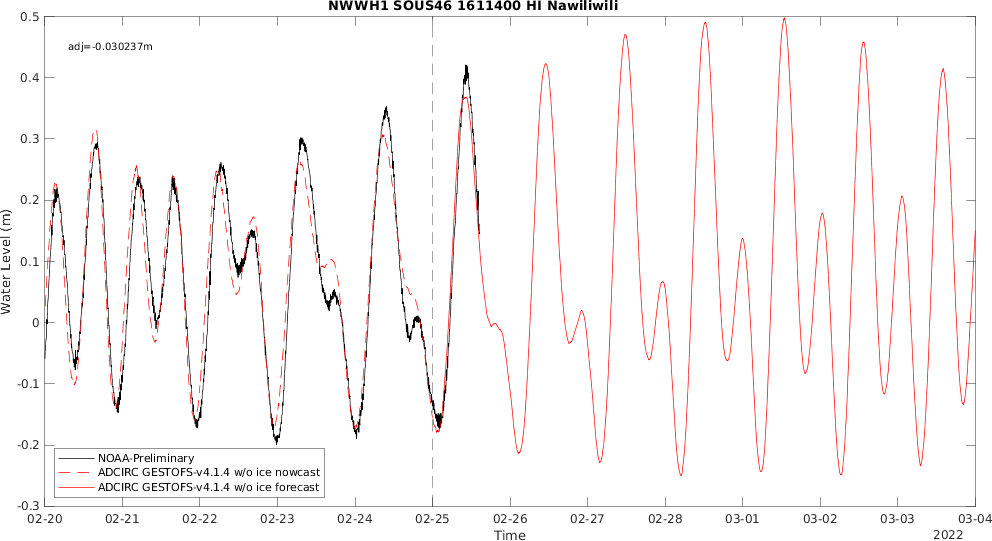 NWWH1 SOUS46 1611400 HI Nawiliwili
adj=-0.030237m
Water Level (m)
0.5
0.4
0.3
0.2
0.1
0
-0.1
-0.2
-0.3
NOAA-Preliminary
ADCIRC GESTOFS-v4.1.4 w/o ice nowcast
ADCIRC GESTOFS-v4.1.4 w/o ice forecast
02-20 02-21 02-22 02-23 02-24 02-25 02-26 02-27 02-28 03-01 03-02 03-03 03-04
Time
2022